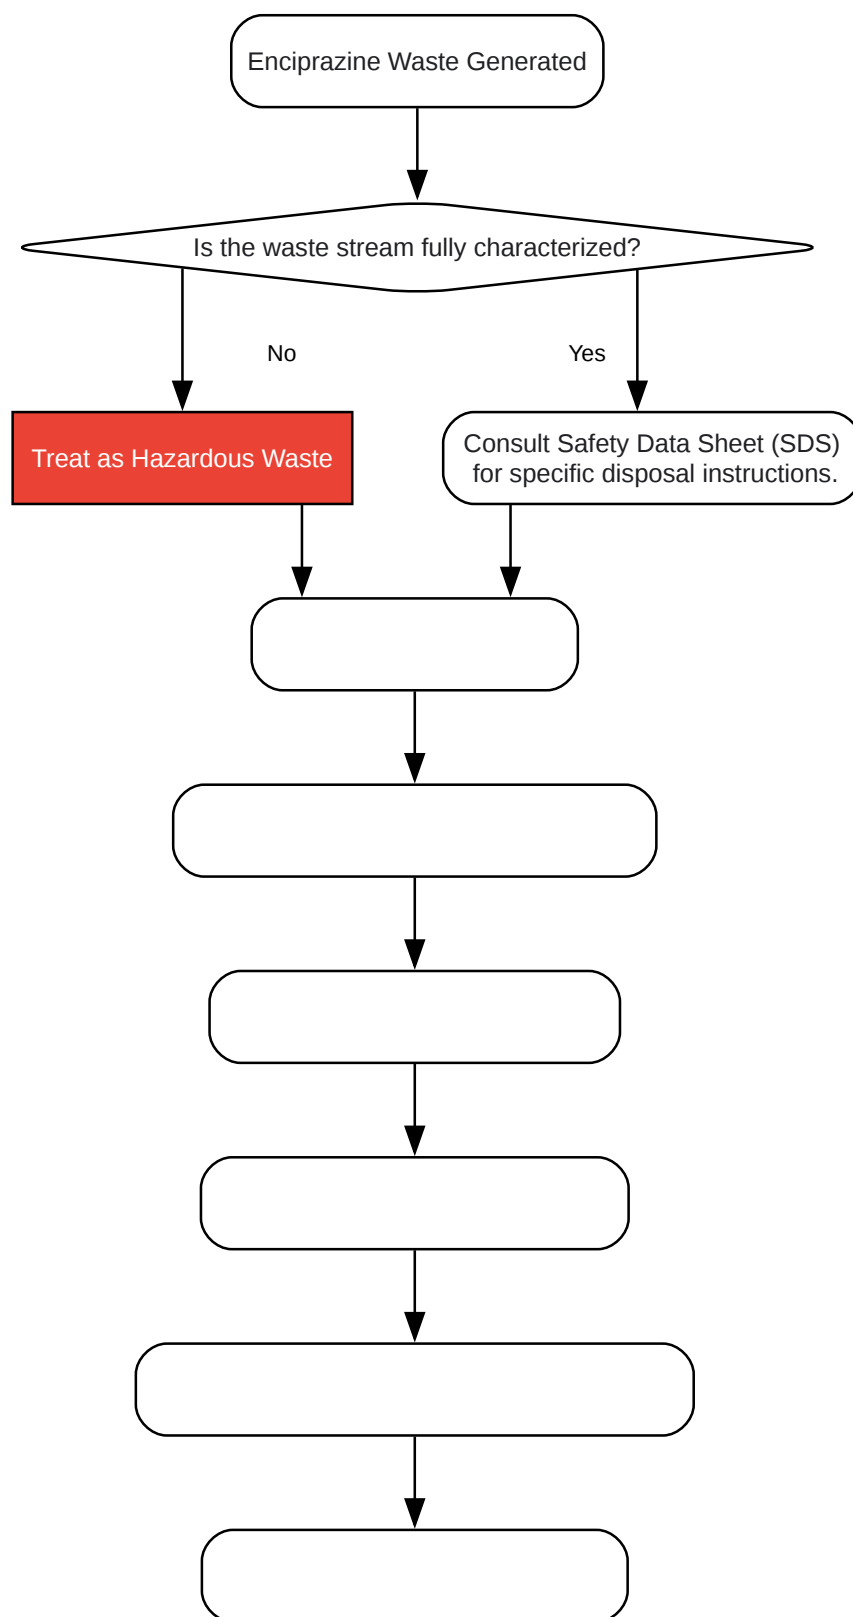 Enciprazine Waste Generated
Is the waste stream fully characterized?
No
Yes
Treat as Hazardous Waste
Consult Safety Data Sheet (SDS)
for specific disposal instructions.